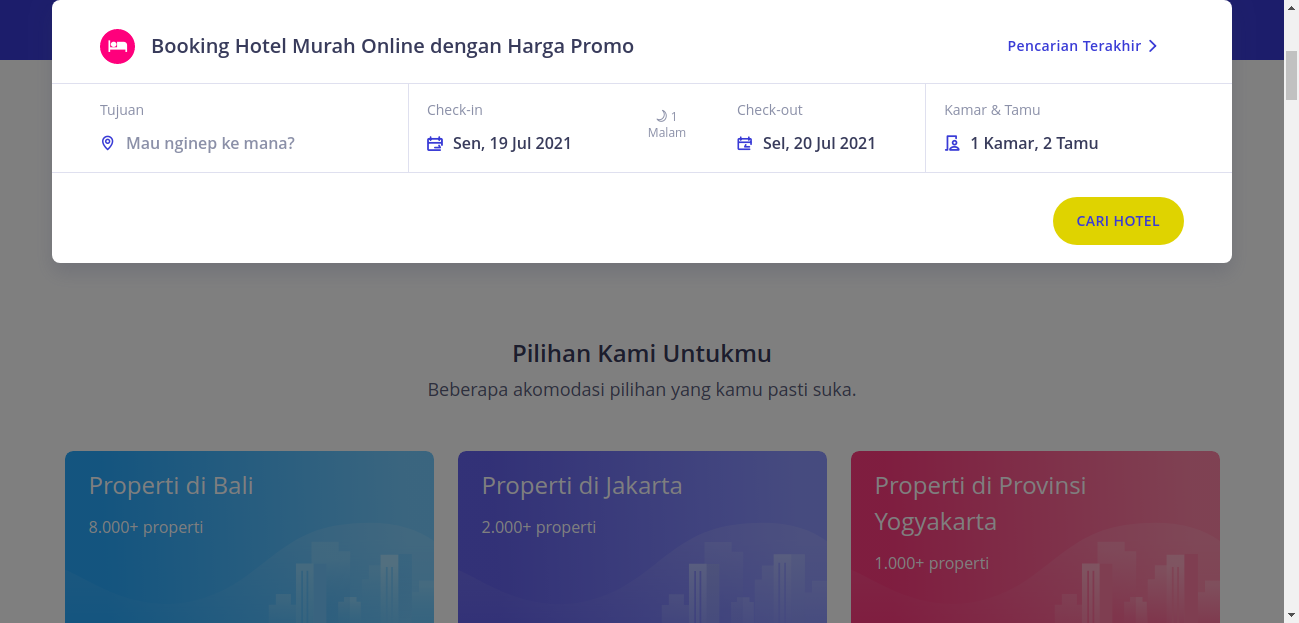 Booking Hotel Murah Online dengan Harga Promo
Pencarian Terakhir
Tujuan
Mau nginep ke mana?
Check-in
Sen, 19 Jul 2021
1
Malam
Check-out
Sel, 20 Jul 2021
Kamar & Tamu
1 Kamar, 2 Tamu
CARI HOTEL
Pilihan Kami Untukmu
Beberapa akomodasi pilihan yang kamu pasti suka.
Properti di Bali
8.000+ properti
Properti di Jakarta
2.000+ properti
Properti di Provinsi
Yogyakarta
1.000+ properti